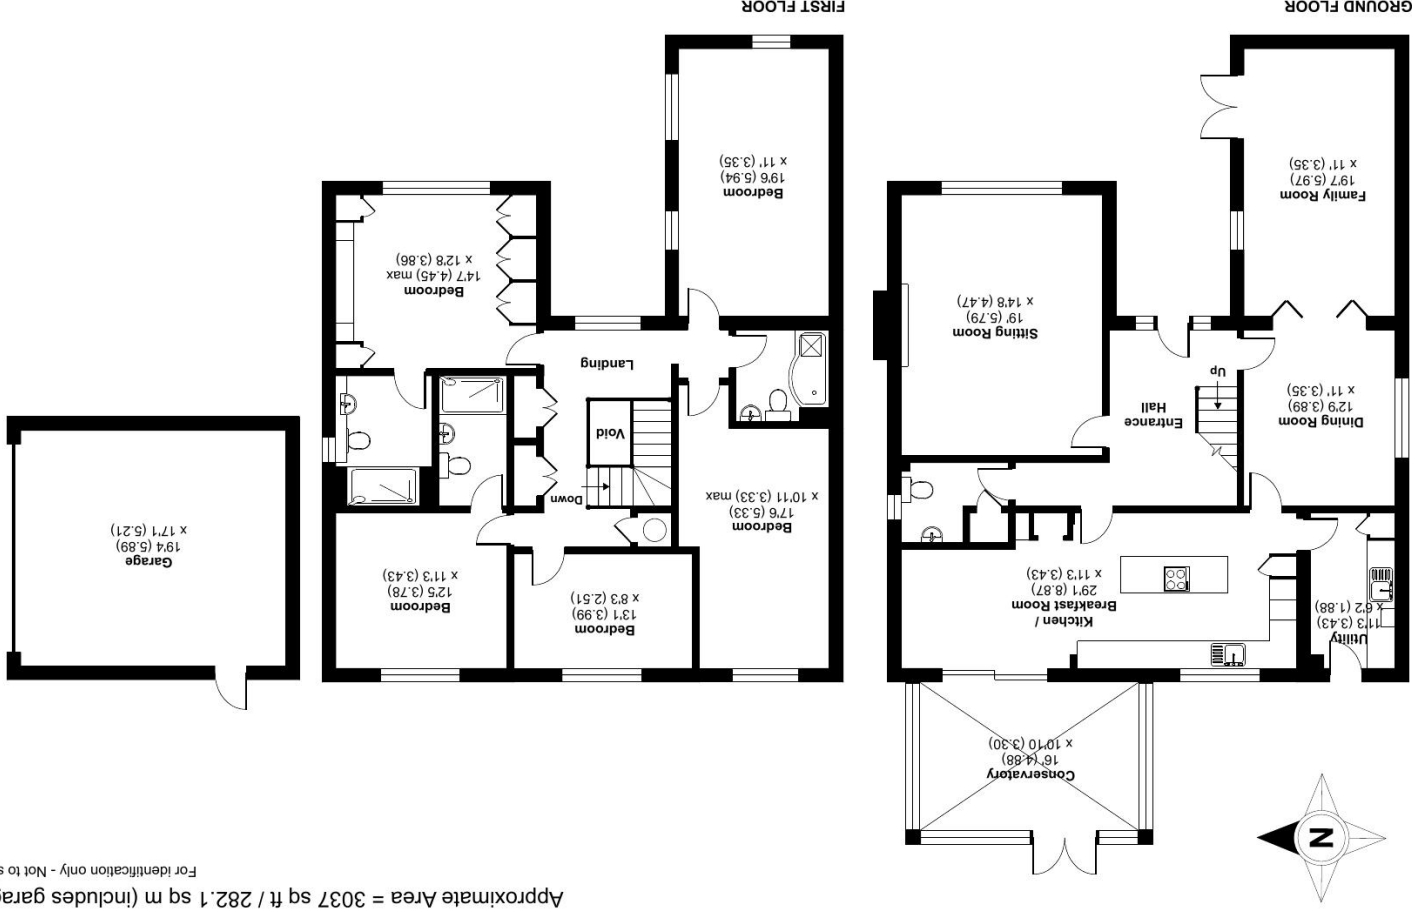 Approximate Area = 3037 sq ft / 282.1 sq m (includes
For identification only - Not to
N
Conservatory
16' (4.88)
x 10'10 (3.30)
Utility
11'3 (3.43)
x 6'2 (1.88)
Kitchen /
Breakfast Room
29'1 (8.87)
x 11'3 (3.43)
Dining Room
12'9 (3.89)
x 11' (3.35)
Up
Entrance
Hall
Sitting Room
19' (5.79)
x 14'8 (4.47)
Family Room
19'7 (5.97)
x 11' (3.35)
GROUND FLOOR
Bedroom
13'1 (3.99)
x 8'3 (2.51)
Bedroom
12'5 (3.78)
x 11'3 (3.43)
Bedroom
17'6 (5.33)
x 10'11 (3.33) max
Down
Void
Landing
Bedroom
14'7 (4.45) max
x 12'8 (3.86)
Bedroom
19'6 (5.94)
x 11' (3.35)
FIRST FLOOR
Garage
19'4 (5.89)
x 17'1 (5.21)